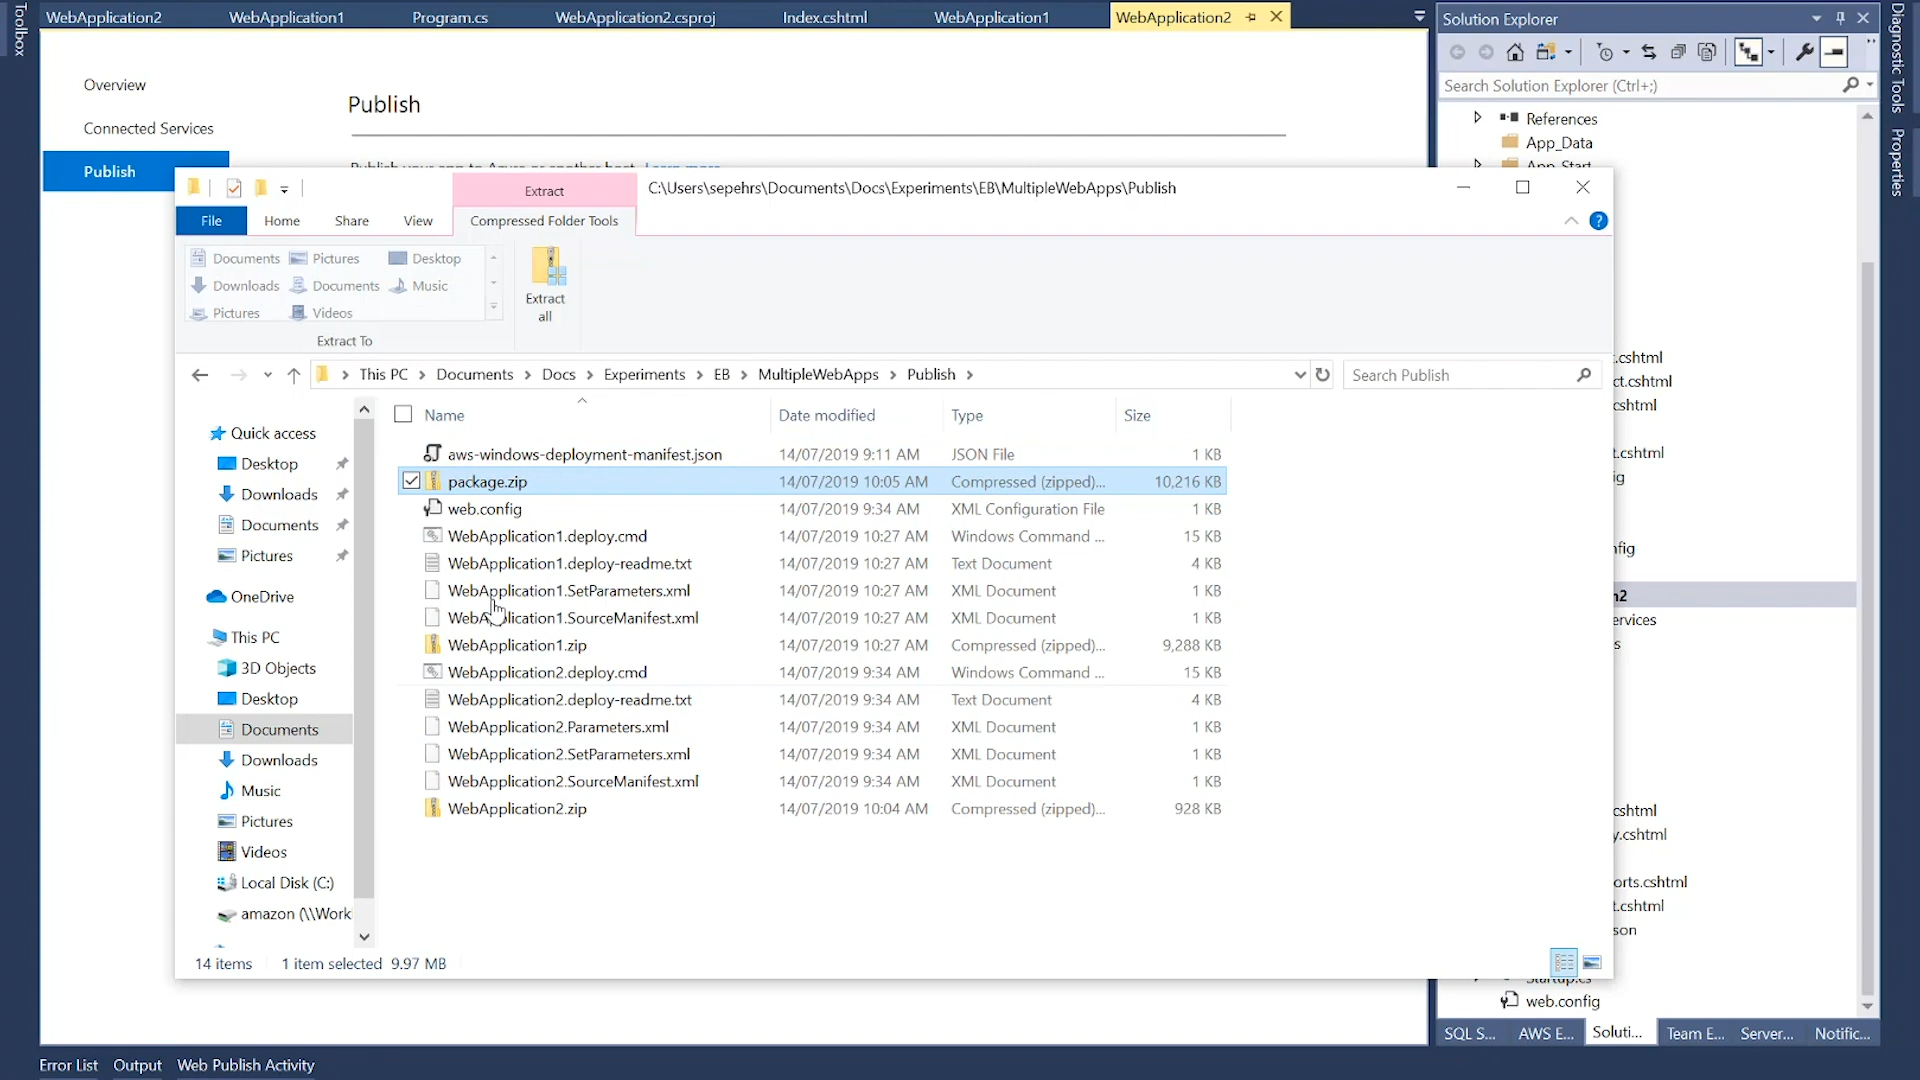 Toolbox
WebApplication2
WebApplication1
Program.cs
WebApplication2.csproj
Index.cshtml
WebApplication1
WebApplication2
Overview
Connected Services
Publish
Publish
Extract
C:\Users\sepehrs\Documents\Docs\Experiments\EB\MultipleWebApps\Publish
File
Home
Share
View
Compressed Folder Tools
Documents
Pictures
Desktop
Downloads
Documents
Music
Pictures
Videos
Extract To
Extract
all
This PC
Documents
Docs
Experiments
EB
MultipleWebApps
Publish
Search Publish
Quick access
Desktop
Downloads
Documents
Pictures
OneDrive
This PC
3D Objects
Desktop
Documents
Downloads
Music
Pictures
Videos
Local Disk (C:)
amazon (\\Work
Name
Date modified
Type
Size
aws-windows-deployment-manifest.json 14/07/2019 9:11 AM JSON File 1 KB
package.zip 14/07/2019 10:05 AM Compressed (zipped)... 10,216 KB
web.config 14/07/2019 9:34 AM XML Configuration File 1 KB
WebApplication1.deploy.cmd 14/07/2019 10:27 AM Windows Command ... 15 KB
WebApplication1.deploy-readme.txt 14/07/2019 10:27 AM Text Document 4 KB
WebApplication1.SetParameters.xml 14/07/2019 10:27 AM XML Document 1 KB
WebApplication1.SourceManifest.xml 14/07/2019 10:27 AM XML Document 1 KB
WebApplication1.zip 14/07/2019 10:27 AM Compressed (zipped)... 9,288 KB
WebApplication2.deploy.cmd 14/07/2019 9:34 AM Windows Command ... 15 KB
WebApplication2.deploy-readme.txt 14/07/2019 9:34 AM Text Document 4 KB
WebApplication2.Parameters.xml 14/07/2019 9:34 AM XML Document 1 KB
WebApplication2.SetParameters.xml 14/07/2019 9:34 AM XML Document 1 KB
WebApplication2.SourceManifest.xml 14/07/2019 9:34 AM XML Document 1 KB
WebApplication2.zip 14/07/2019 10:04 AM Compressed (zipped)... 928 KB
14 items
1 item selected 9.97 MB
Solution Explorer
Search Solution Explorer (Ctrl+;)
References
App_Data
App_Start
t.cshtml
ct.cshtml
cshtml
t.cshtml
ig
nfig
n2
ervices
s
cshtml
y.cshtml
orts.cshtml
t.cshtml
son
Startup.cs
web.config
SQL S...
AWS E...
Soluti...
Team E...
Server...
Notific...
Diagnostic Tools
Properties
Error List
Output
Web Publish Activity